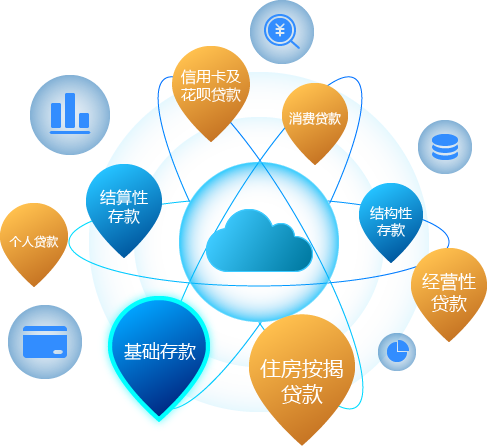 信用卡及
花呗贷款
消费贷款
结算性
存款
结构性
存款
个人贷款
经营性
贷款
基础存款
住房按揭
贷款